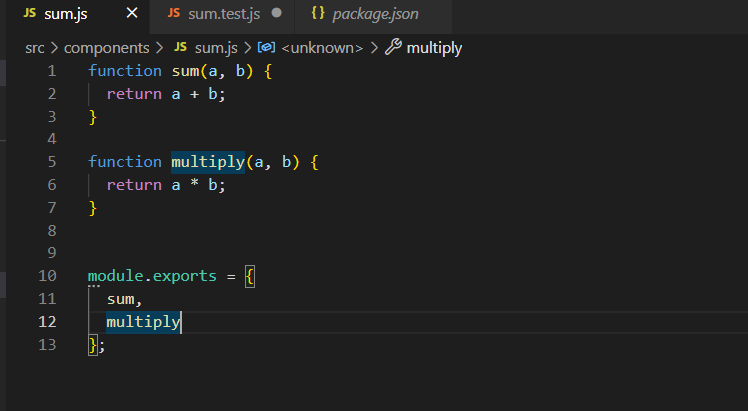 JS sum.js × JS sum.test.js ● {} package.json
src > components > JS sum.js > <unknown> > multiply
1 function sum(a, b) {
2   return a + b;
3 }
4
5 function multiply(a, b) {
6   return a * b;
7 }
8
9
10 module.exports = {
11   sum,
12   multiply
13 };